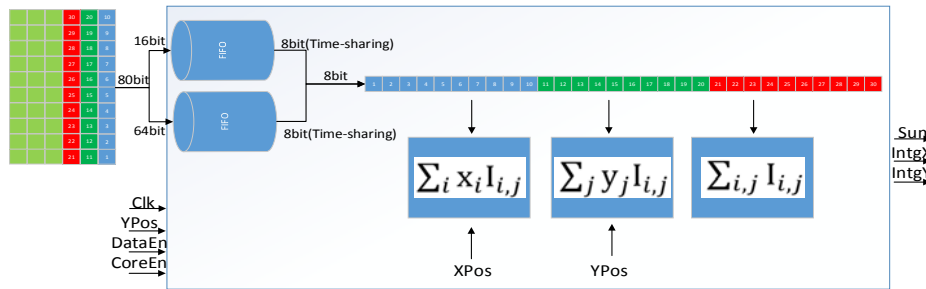 30 20 10
29 19 9
28 18 8
27 17 7
26 16 6
25 15 5
24 14 4
23 13 3
22 12 2
21 11 1
80bit
16bit
64bit
FIFO
FIFO
8bit(Time-sharing)
8bit(Time-sharing)
8bit
1 2 3 4 5 6 7 8 9 10 11 12 13 14 15 16 17 18 19 20 21 22 23 24 25 26 27 28 29 30
∑i xi Ii,j
∑j yj Ii,j
∑i,j Ii,j
XPos
YPos
Clk
YPos
DataEn
CoreEn
Sum
IntgX
IntgY